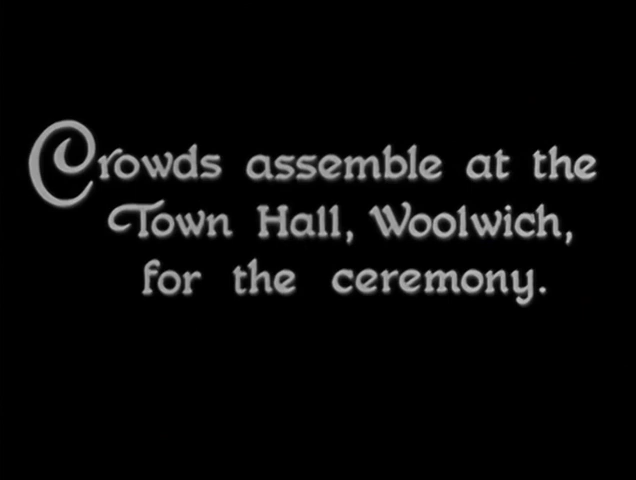 Crowds assemble at the
Town Hall, Woolwich,
for the ceremony.